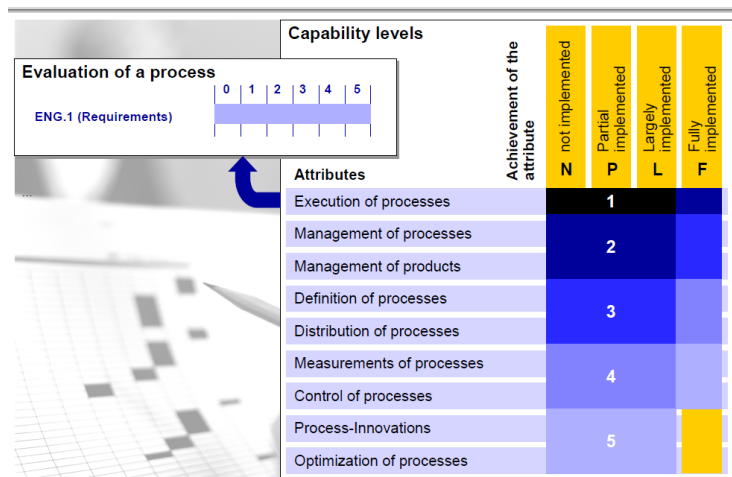 Capability levels
Evaluation of a process
0 1 2 3 4 5
ENG.1 (Requirements)
Achievement of the
attribute
not implemented
Partial
implemented
Largely
implemented
Fully
implemented
Attributes
N P L F
...
Execution of processes
1
Management of processes
2
Management of products
Definition of processes
3
Distribution of processes
Measurements of processes
4
Control of processes
Process-Innovations
5
Optimization of processes